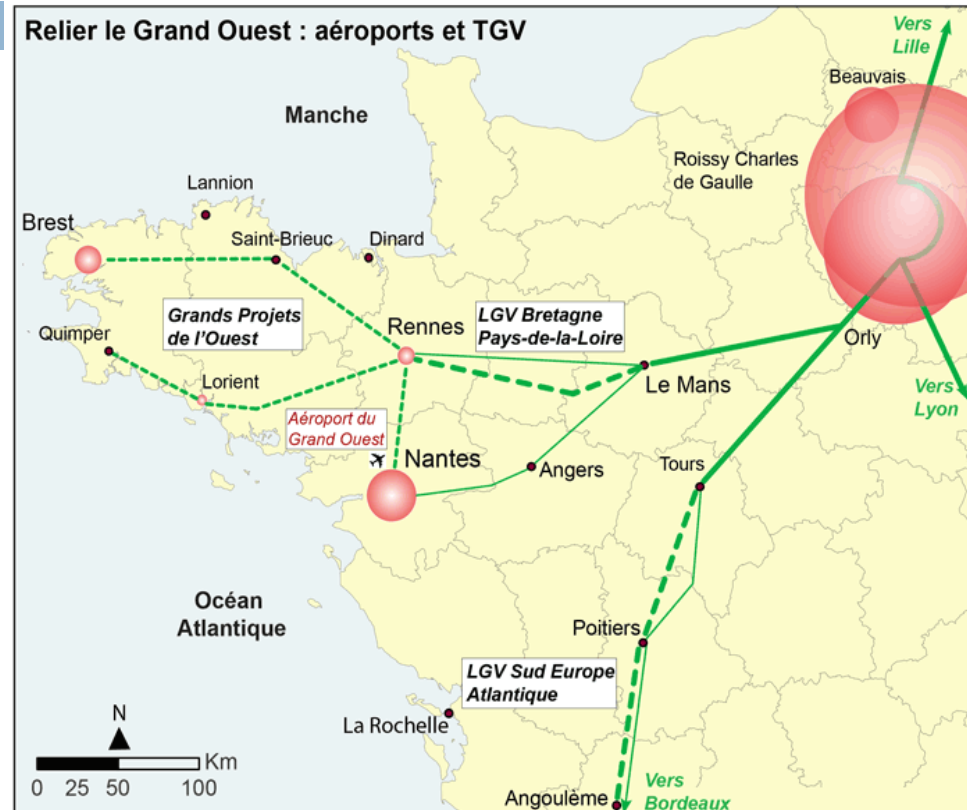 Relier le Grand Ouest : aéroports et TGV
Vers
Lille
Beauvais
Manche
Roissy Charles
de Gaulle
Lannion
Brest
Saint-Brieuc
Dinard
Grands Projets
de l'Ouest
LGV Bretagne
Pays-de-la-Loire
Rennes
Quimper
Orly
Lorient
Le Mans
Vers
Lyon
Aéroport du
Grand Ouest
Nantes
Angers
Tours
Océan
Atlantique
Poitiers
LGV Sud Europe
Atlantique
La Rochelle
N
Km
0 25 50 100
Angoulême
Vers
Bordeaux